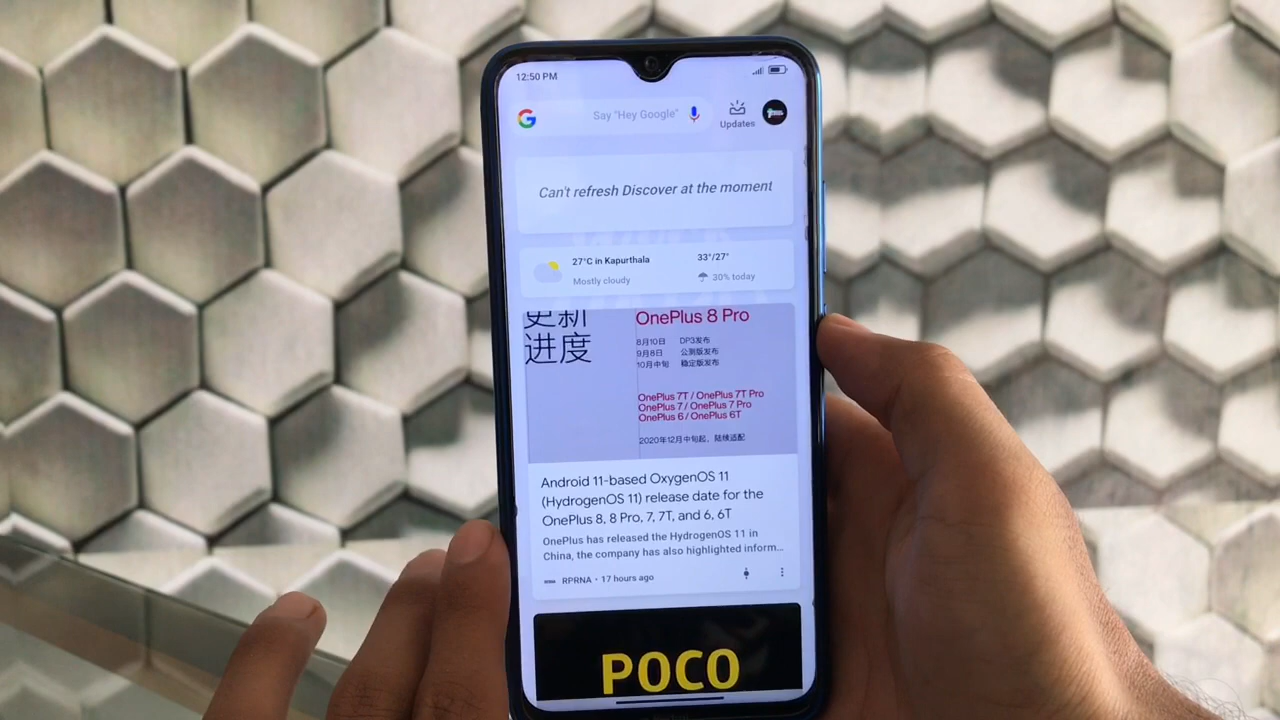 12:50 PM
Say "Hey Google"
Updates
Can't refresh Discover at the moment
27°C in Kapurthala
33°/27°
Mostly cloudy
30% today
更新
进度
OnePlus 8 Pro
8月10日 DP3发布
9月8日 公测版发布
10月中旬 稳定版发布
OnePlus 7T / OnePlus 7T Pro
OnePlus 7 / OnePlus 7 Pro
OnePlus 6 / OnePlus 6T
2020年12月中旬起，陆续适配
Android 11-based OxygenOS 11
(HydrogenOS 11) release date for the
OnePlus 8, 8 Pro, 7, 7T, and 6, 6T
OnePlus has released the HydrogenOS 11 in
China, the company has also highlighted inform...
RPRNA • 17 hours ago
POCO